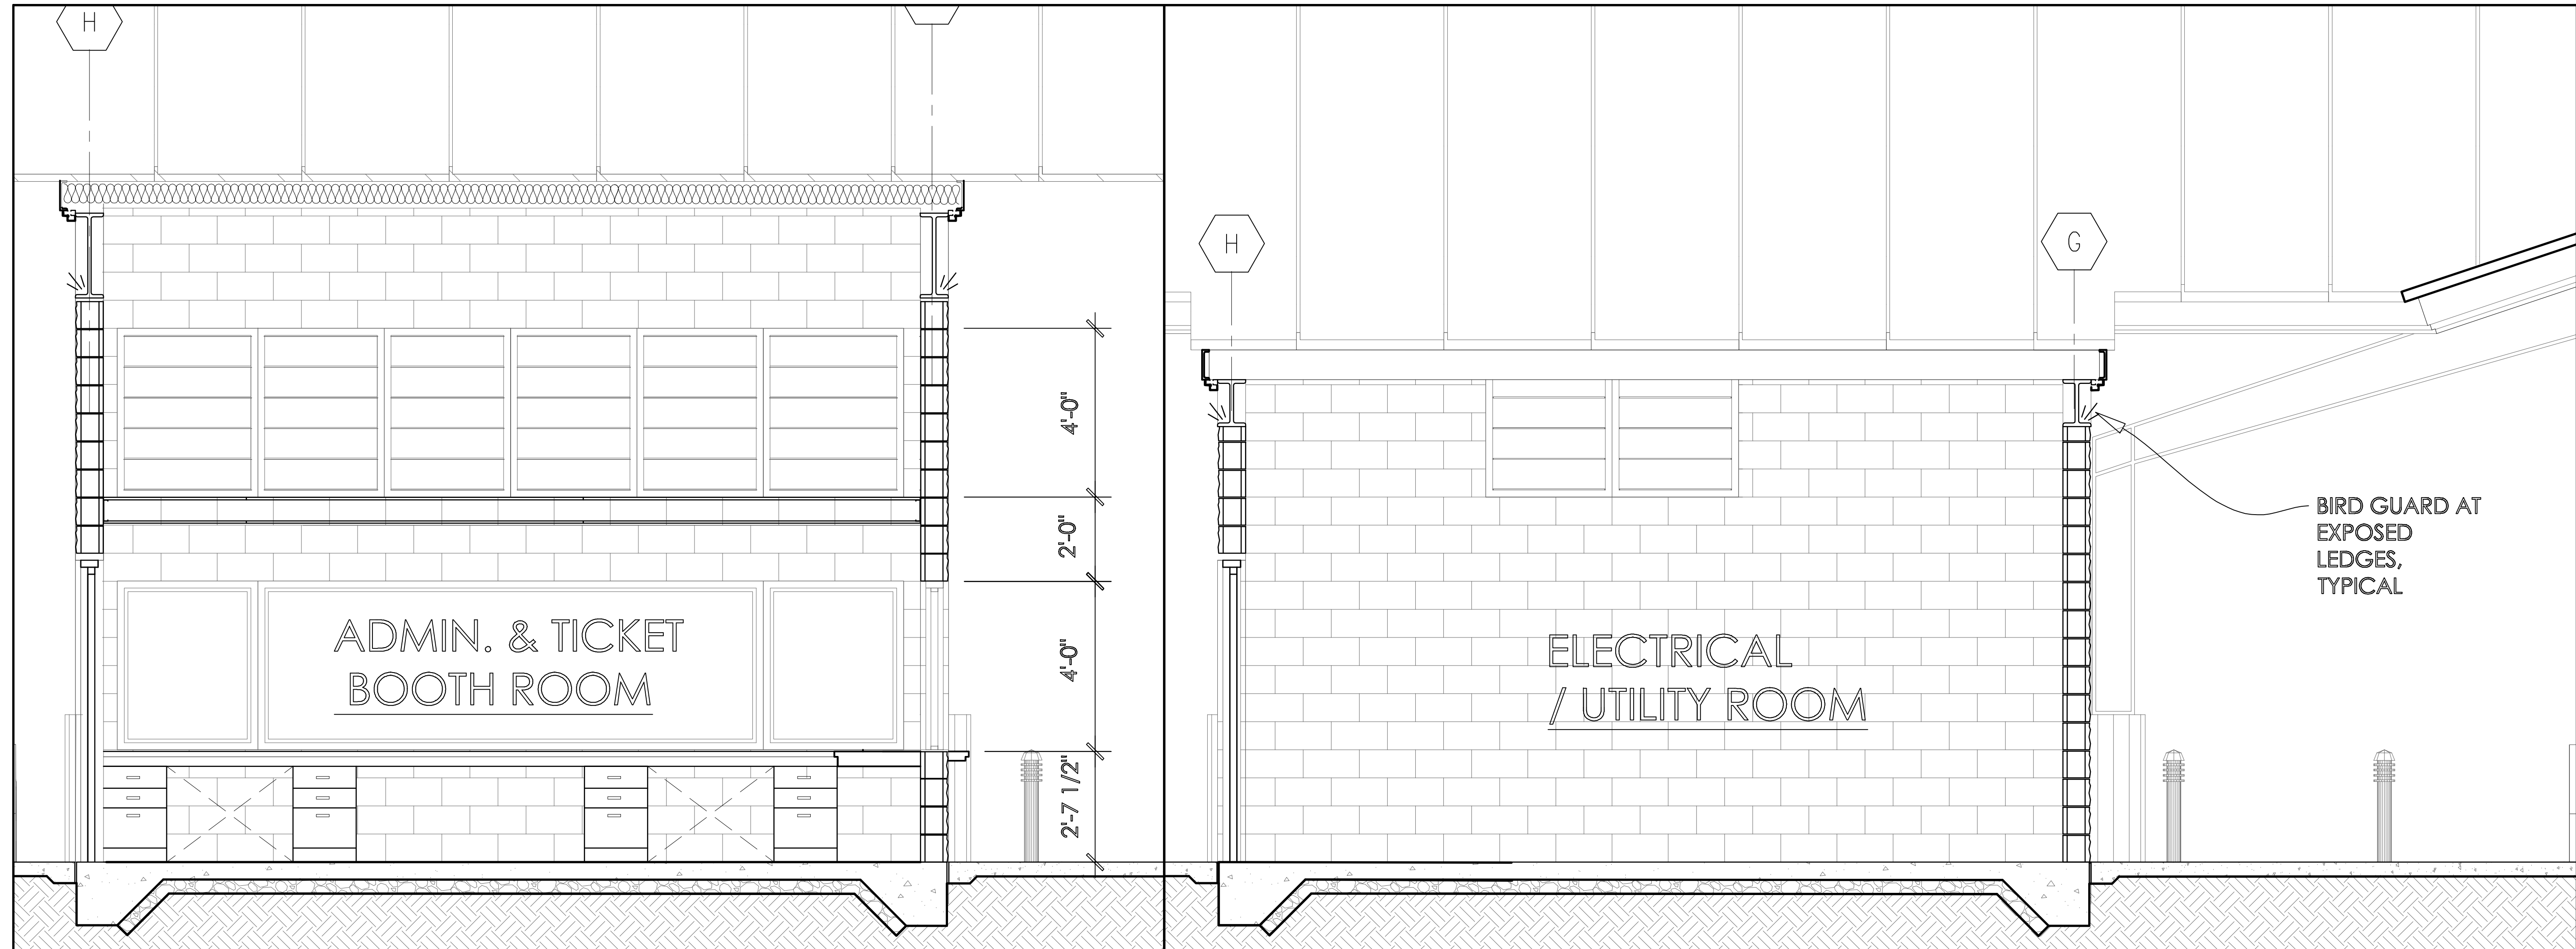 H
4'-0"
2'-0"
4'-0"
2'-7 1/2"
ADMIN. & TICKET
BOOTH ROOM
H
G
BIRD GUARD AT
EXPOSED
LEDGES,
TYPICAL
ELECTRICAL
/ UTILITY ROOM